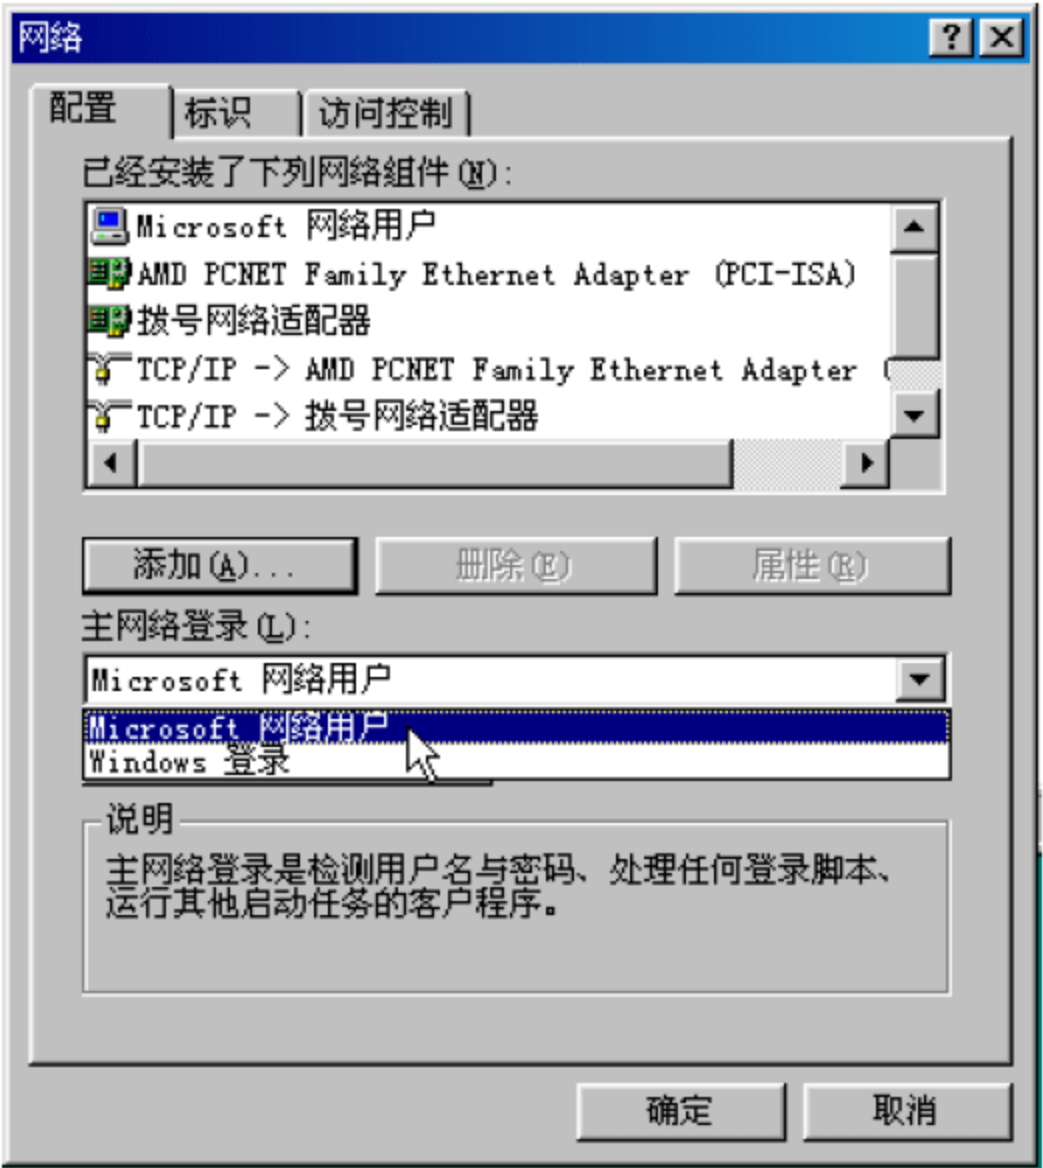 网络
配置 标识 访问控制
已经安装了下列网络组件(N):
Microsoft 网络用户
AMD PCNET Family Ethernet Adapter (PCI-ISA)
拨号网络适配器
TCP/IP -> AMD PCNET Family Ethernet Adapter (
TCP/IP -> 拨号网络适配器
添加(A)... 删除(E) 属性(R)
主网络登录(L):
Microsoft 网络用户
Microsoft 网络用户
Windows 登录
说明
主网络登录是检测用户名与密码、处理任何登录脚本、
运行其他启动任务的客户程序。
确定 取消